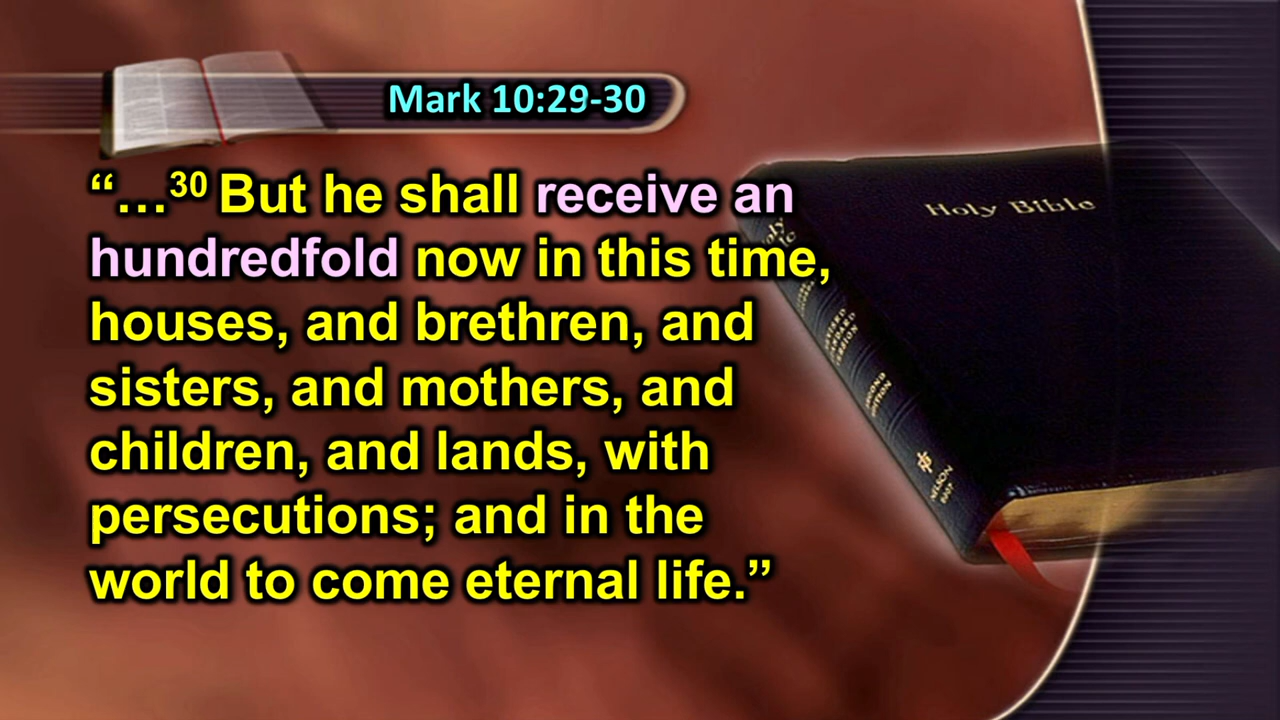 Mark 10:29-30
“…³⁰ But he shall receive an
hundredfold now in this time,
houses, and brethren, and
sisters, and mothers, and
children, and lands, with
persecutions; and in the
world to come eternal life.”
Holy Bible